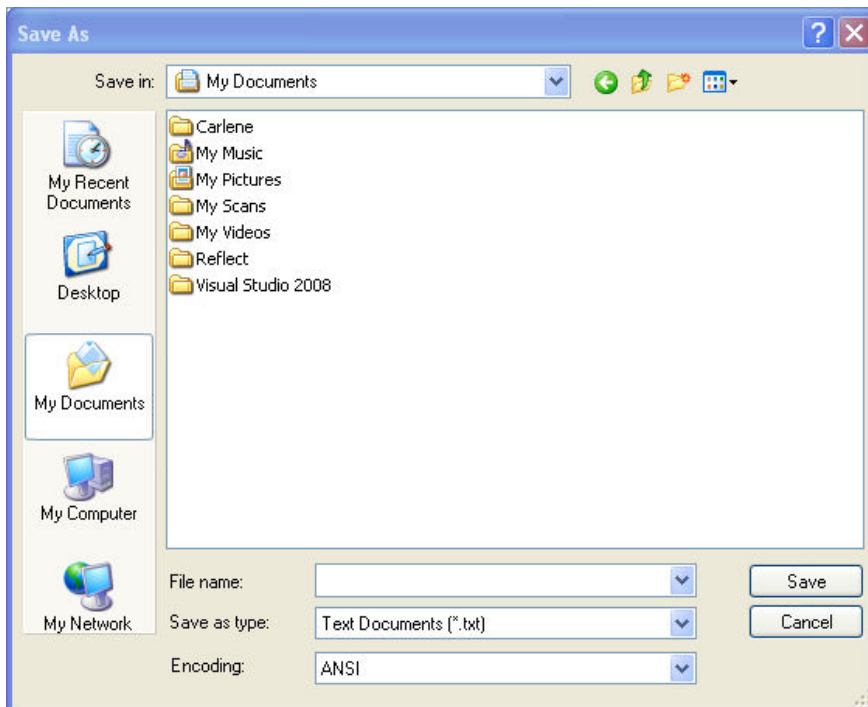 Save As
?
Save in:
My Documents
My Recent
Documents
Desktop
My Documents
My Computer
My Network
Carlene
My Music
My Pictures
My Scans
My Videos
Reflect
Visual Studio 2008
File name:
Save
Save as type:
Text Documents (*.txt)
Cancel
Encoding:
ANSI